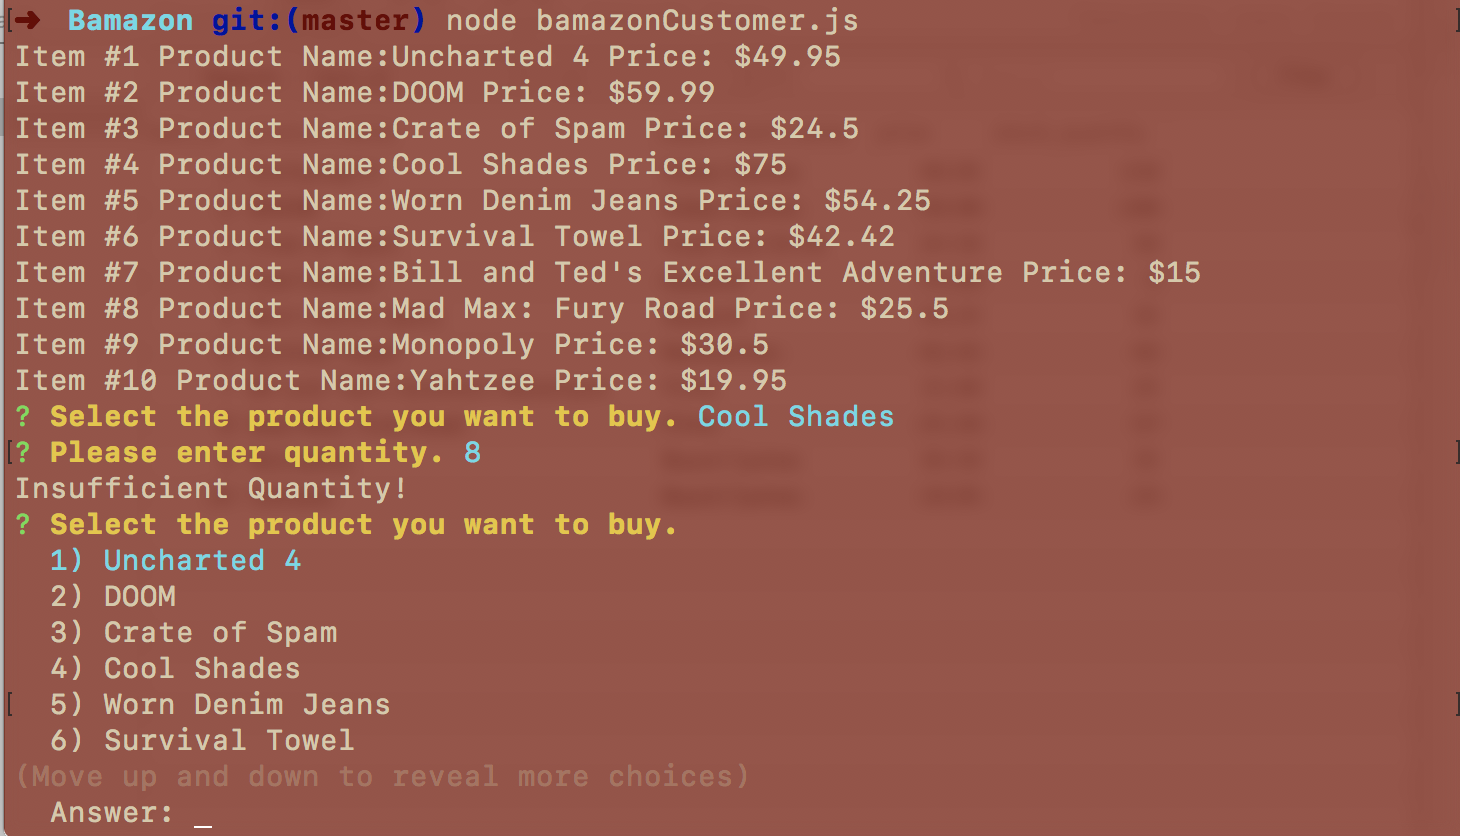 ➜  Bamazon git:(master) node bamazonCustomer.js
Item #1 Product Name:Uncharted 4 Price: $49.95
Item #2 Product Name:DOOM Price: $59.99
Item #3 Product Name:Crate of Spam Price: $24.5
Item #4 Product Name:Cool Shades Price: $75
Item #5 Product Name:Worn Denim Jeans Price: $54.25
Item #6 Product Name:Survival Towel Price: $42.42
Item #7 Product Name:Bill and Ted's Excellent Adventure Price: $15
Item #8 Product Name:Mad Max: Fury Road Price: $25.5
Item #9 Product Name:Monopoly Price: $30.5
Item #10 Product Name:Yahtzee Price: $19.95
? Select the product you want to buy. Cool Shades
? Please enter quantity. 8
Insufficient Quantity!
? Select the product you want to buy.
  1) Uncharted 4
  2) DOOM
  3) Crate of Spam
  4) Cool Shades
  5) Worn Denim Jeans
  6) Survival Towel
(Move up and down to reveal more choices)
  Answer: _